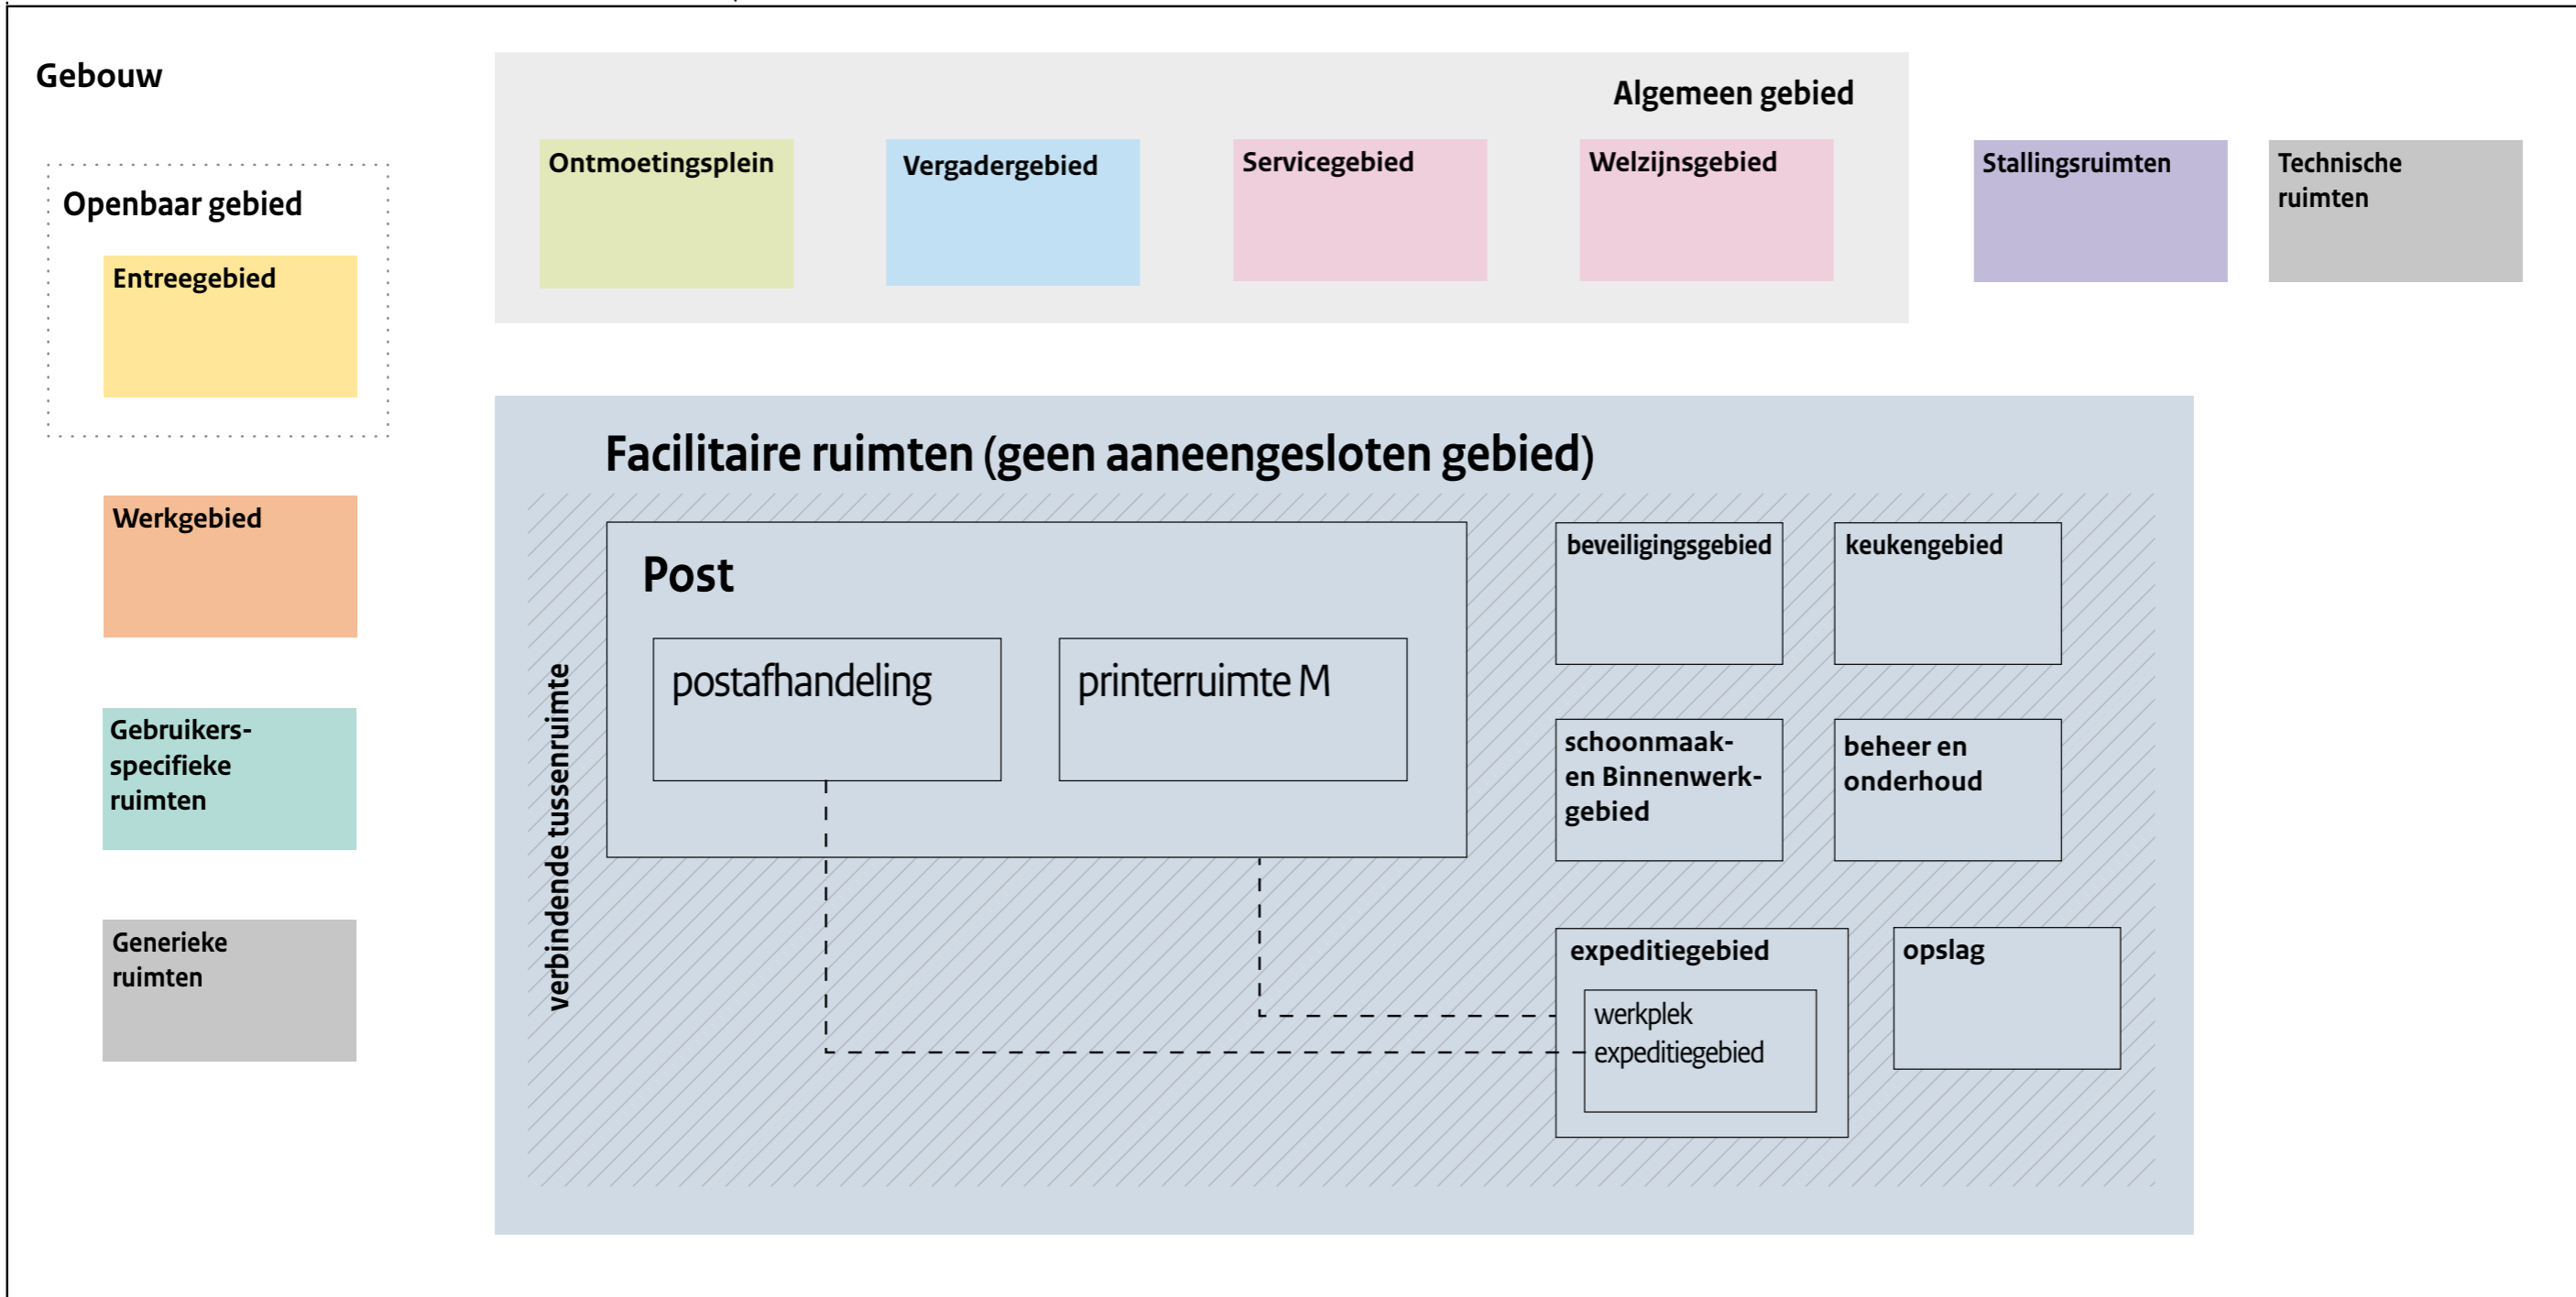 Gebouw
Openbaar gebied
Entreegebied
Werkgebied
Gebruikers-
specifieke
ruimten
Generieke
ruimten
Algemeen gebied
Ontmoetingsplein
Vergadergebied
Servicegebied
Welzijnsgebied
Stallingsruimten
Technische
ruimten
Facilitaire ruimten (geen aaneengesloten gebied)
verbindende tussenruimte
Post
postafhandeling
printerruimte M
beveiligingsgebied
keukengebied
schoonmaak-
en Binnenwerk-
gebied
beheer en
onderhoud
expeditiegebied
werkplek
expeditiegebied
opslag